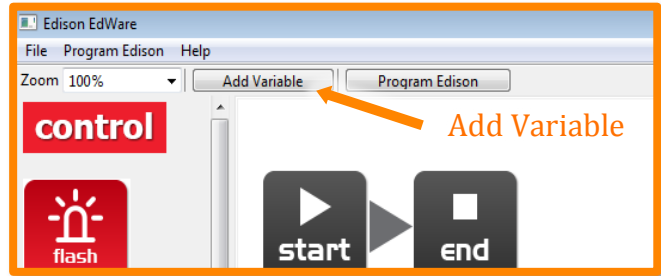 Edison EdWare
File Program Edison Help
Zoom 100% Add Variable Program Edison
control
Add Variable
start end
flash